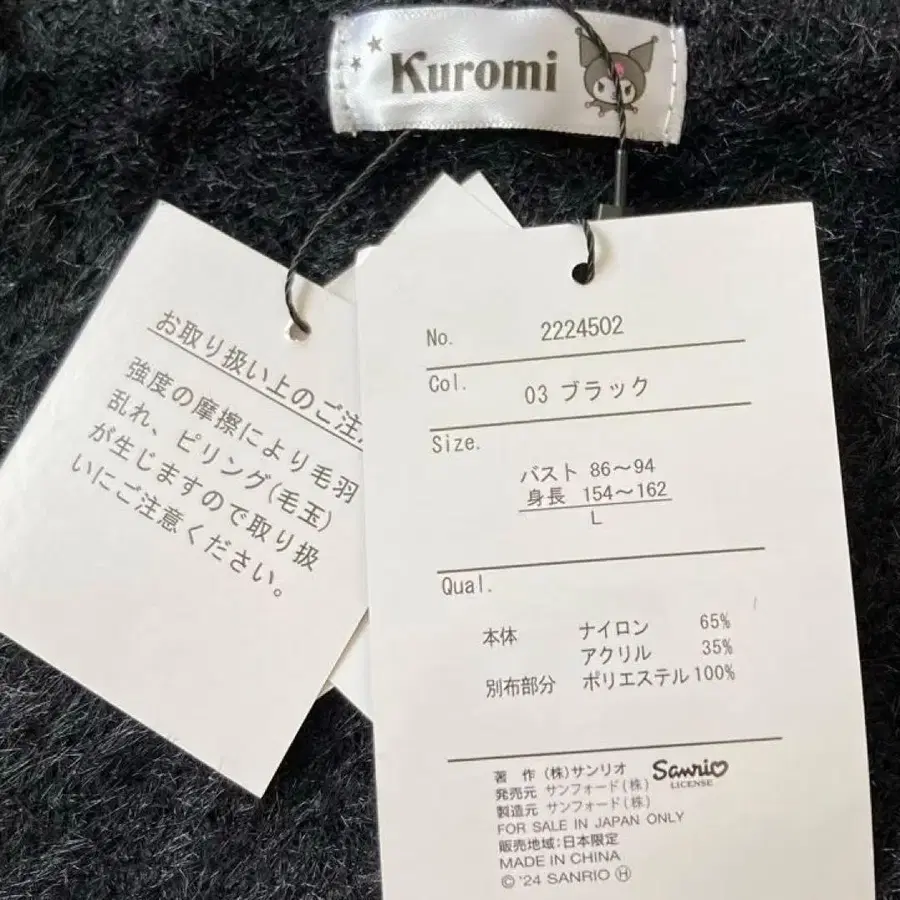 Kuromi
お取り扱い上のご注
強度の摩擦により毛羽
乱れ、ピリング(毛玉)
が生じますので取り扱
いにご注意ください。
No. 2224502
Col. 03 ブラック
Size.
バスト 86～94
身長 154～162
L
Qual.
本体 ナイロン 65%
アクリル 35%
別布部分 ポリエステル 100%
著 作 (株)サンリオ Sanrio
LICENSE
発売元 サンフォード(株)
製造元 サンフォード(株)
FOR SALE IN JAPAN ONLY
販売地域:日本限定
MADE IN CHINA
© '24 SANRIO Ⓗ